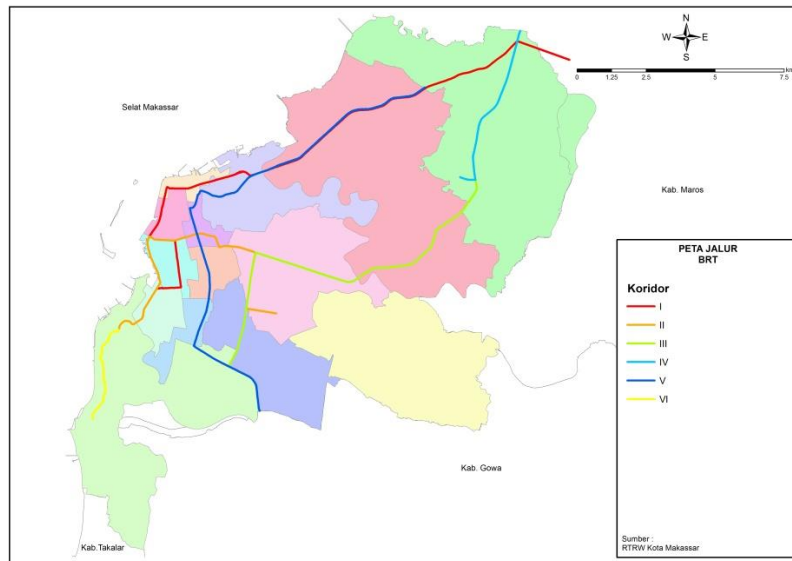 N
W E
S
0 1.25 2.5 5 7.5
km
Selat Makassar
Kab. Maros
Kab. Gowa
Kab.Takalar
PETA JALUR
BRT
Koridor
I
II
III
IV
V
VI
Sumber :
RTRW Kota Makassar